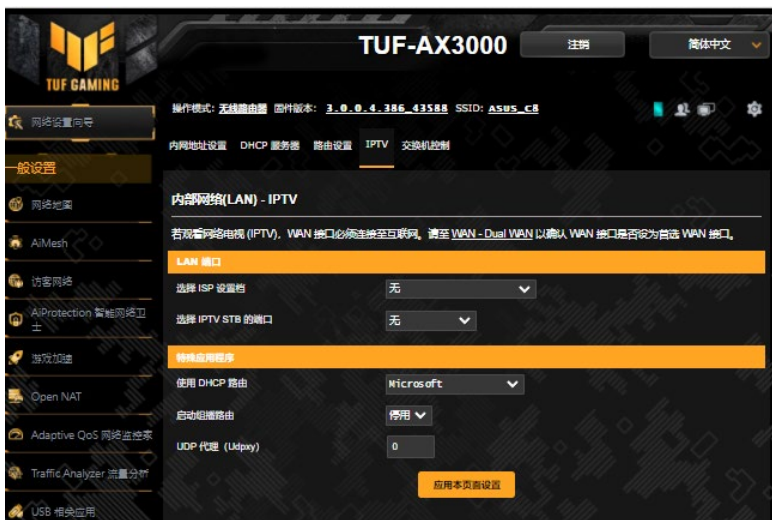 TUF GAMING
TUF-AX3000
注销
简体中文
操作模式: 无线路由器 固件版本: 3.0.0.4.386_43588 SSID: ASUS_C8
网络设置向导
内网地址设置 DHCP 服务器 路由设置 IPTV 交换机控制
一般设置
网络地图
AiMesh
访客网络
AiProtection 智能网络卫士
游戏加速
Open NAT
Adaptive QoS 网络监控家
Traffic Analyzer 流量分析
USB 相关应用
内部网络(LAN) - IPTV
若观看网络电视 (IPTV)，WAN 接口必须连接至互联网。请至 WAN - Dual WAN 以确认 WAN 接口是否设为首选 WAN 接口。
LAN 端口
选择 ISP 设置档 无
选择 IPTV STB 的端口 无
特殊应用程序
使用 DHCP 路由 Microsoft
启动组播路由 停用
UDP 代理 (Udpxy) 0
应用本页面设置